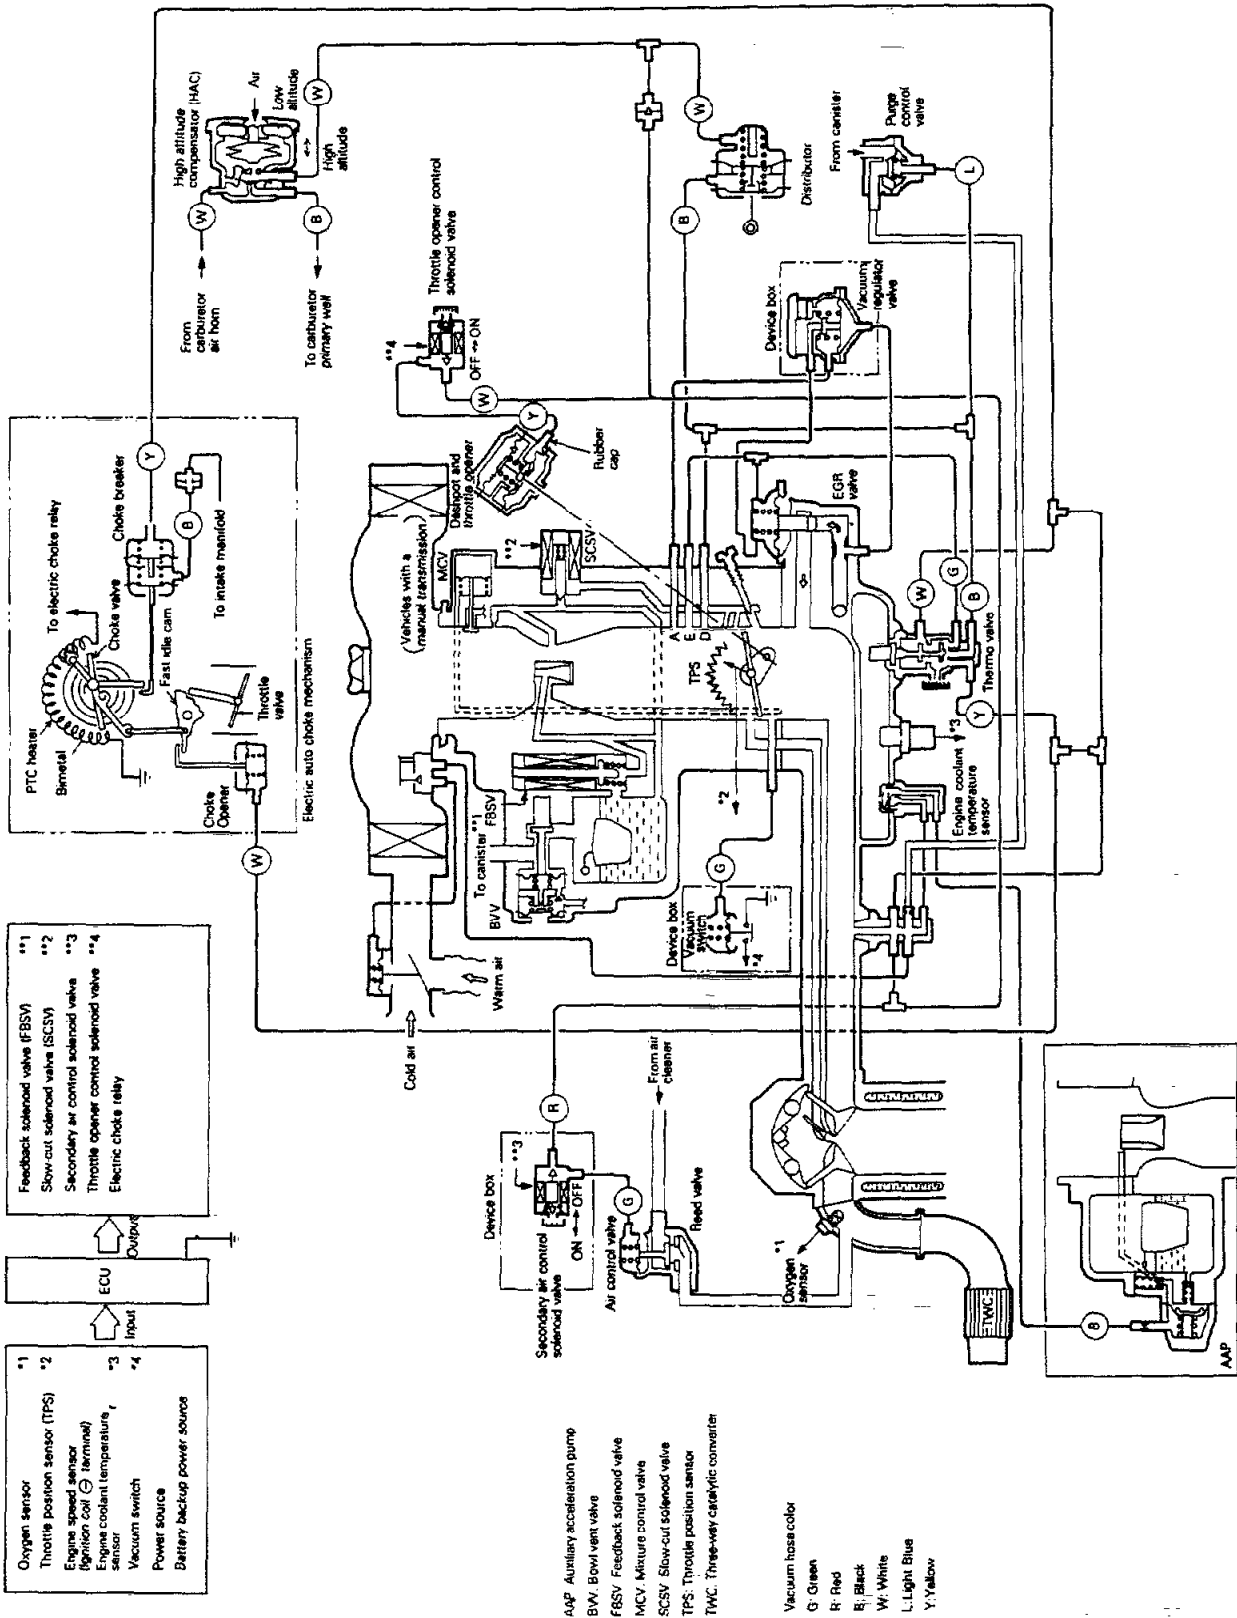 Oxygen sensor *1
Throttle position sensor (TPS) *2
Engine speed sensor
(Ignition coil ⊖ terminal)
Engine coolant temperature *3
sensor
Vacuum switch *4
Power source
Battery backup power source
Input
ECU
Output
Feedback solenoid valve (FBSV) **1
Slow-cut solenoid valve (SCSV) **2
Secondary air control solenoid valve **3
Throttle opener control solenoid valve **4
Electric choke relay
PTC heater
Bimetal
To electric choke relay
Choke valve
Fast idle cam
Choke breaker
Y
B
To intake manifold
Throttle
valve
Choke
Opener
Electric auto choke mechanism
W
High altitude
compensator (HAC)
Air
Low
altitude
High
altitude
W
W
B
From
carburetor
air horn
To carburetor
primary well
Throttle opener control
solenoid valve
**4
OFF ↔ ON
W
Y
Rubber
cap
Dashpot and
throttle opener
(Vehicles with a
manual transmission)
W
B
Distributor
From canister
Purge
control
valve
L
Device box
Vacuum
regulator
valve
EGR
valve
MCV
**2
SCSV
A
E
D
TPS
*2
FBSV
**1
To canister
BVV
Cold air
Warm air
Device box
Vacuum
switch
*4
G
W
G
B
Y
Thermo valve
*3
Engine coolant
temperature
sensor
Device box
**3
Secondary air control
solenoid valve
ON ↔ OFF
R
G
Air control valve
From air
cleaner
Reed valve
*1
Oxygen
sensor
TWC
B
AAP
AAP Auxiliary acceleration pump
BVV. Bowl vent valve
FBSV Feedback solenoid valve
MCV. Mixture control valve
SCSV Slow-cut solenoid valve
TPS: Throttle position sensor
TWC. Three-way catalytic converter
Vacuum hose color
G: Green
R: Red
B: Black
W: White
L: Light Blue
Y: Yellow